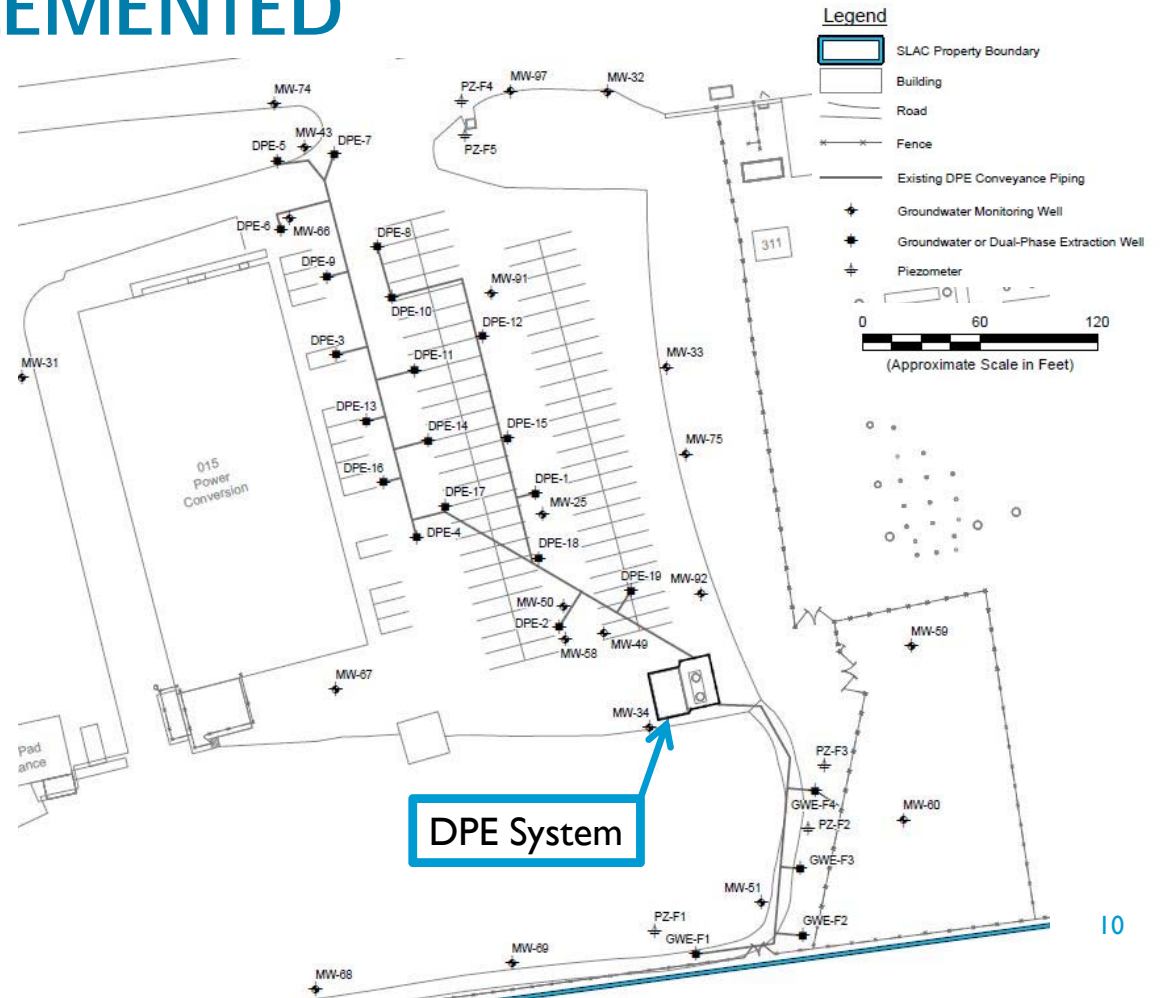 EMENTED
Legend
SLAC Property Boundary
Building
Road
Fence
Existing DPE Conveyance Piping
Groundwater Monitoring Well
Groundwater or Dual-Phase Extraction Well
Piezometer
0 60 120
(Approximate Scale in Feet)
MW-74
PZ-F4
MW-97
MW-32
MW-43
DPE-5
DPE-7
PZ-F5
DPE-6
MW-66
DPE-8
311
DPE-9
MW-91
DPE-10
DPE-12
DPE-3
DPE-11
MW-33
MW-31
DPE-13
DPE-14
DPE-15
MW-75
015
Power
Conversion
DPE-16
DPE-17
DPE-1
MW-25
DPE-4
DPE-18
DPE-19
MW-92
MW-50
DPE-2
MW-58
MW-49
MW-59
MW-67
MW-34
Pad
ance
PZ-F3
GWE-F4
PZ-F2
MW-60
DPE System
GWE-F3
MW-51
PZ-F1
GWE-F2
GWE-F1
MW-69
MW-68
10